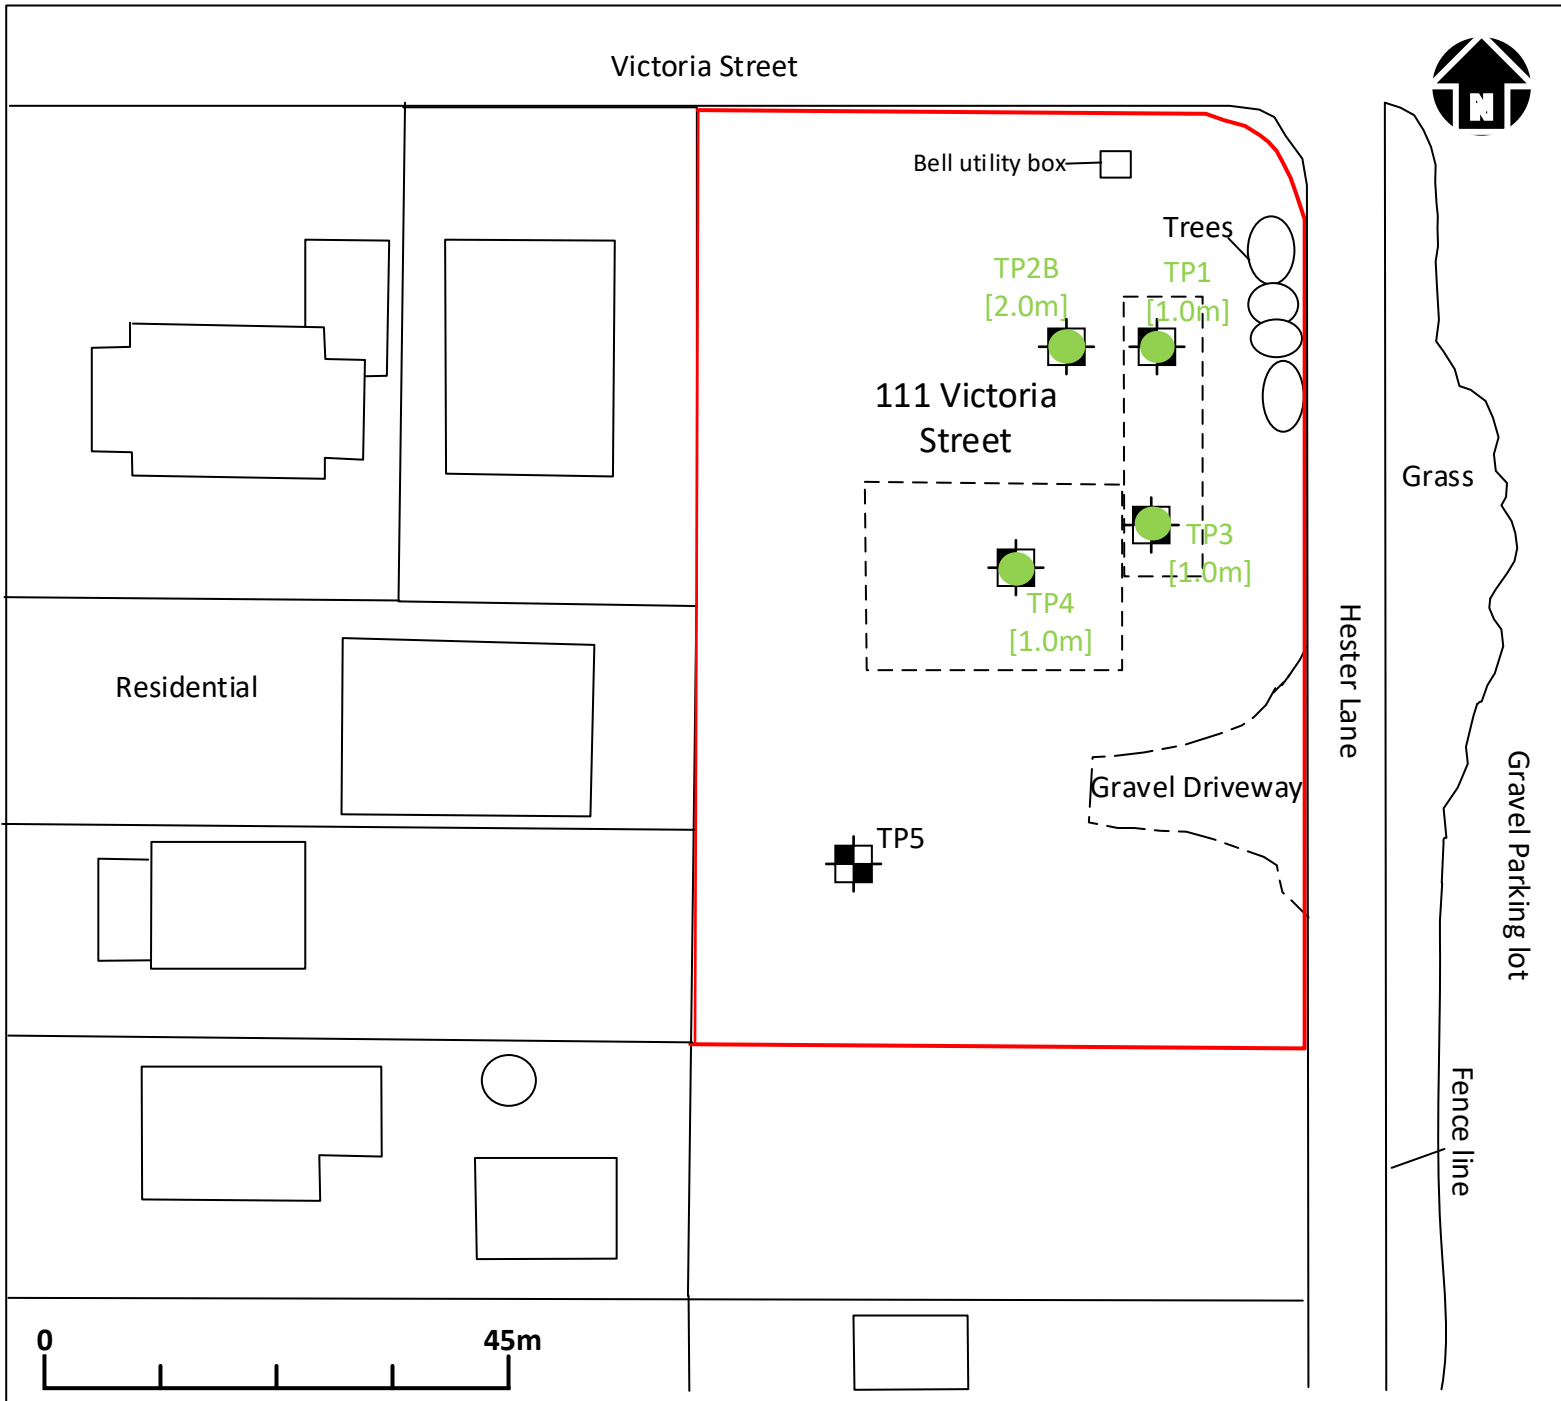 Victoria Street
N
Bell utility box
Trees
TP2B
[2.0m]
TP1
[1.0m]
111 Victoria
Street
Grass
TP3
[1.0m]
TP4
[1.0m]
Hester Lane
Residential
Gravel Driveway
Gravel Parking lot
TP5
Fence line
0
45m